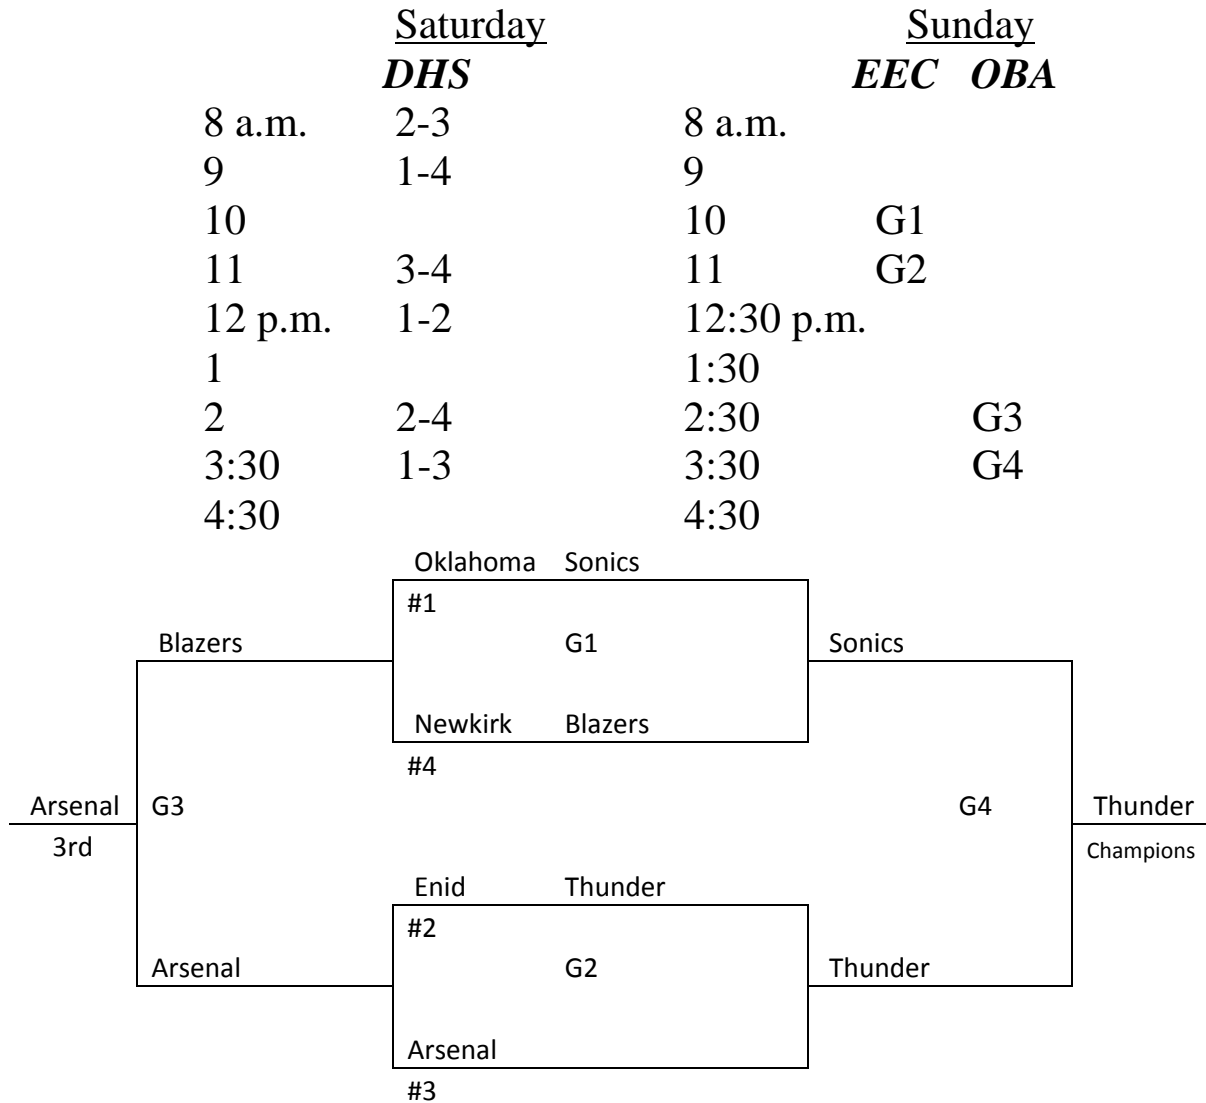 Saturday Sunday
DHS EEC OBA
8 a.m. 2-3 8 a.m.
9 1-4 9
10 10 G1
11 3-4 11 G2
12 p.m. 1-2 12:30 p.m.
1 1:30
2 2-4 2:30 G3
3:30 1-3 3:30 G4
4:30 4:30
Oklahoma Sonics
#1
Blazers G1 Sonics
Newkirk Blazers
#4
Arsenal G3 G4 Thunder
3rd Champions
Enid Thunder
#2
Arsenal G2 Thunder
Arsenal
#3